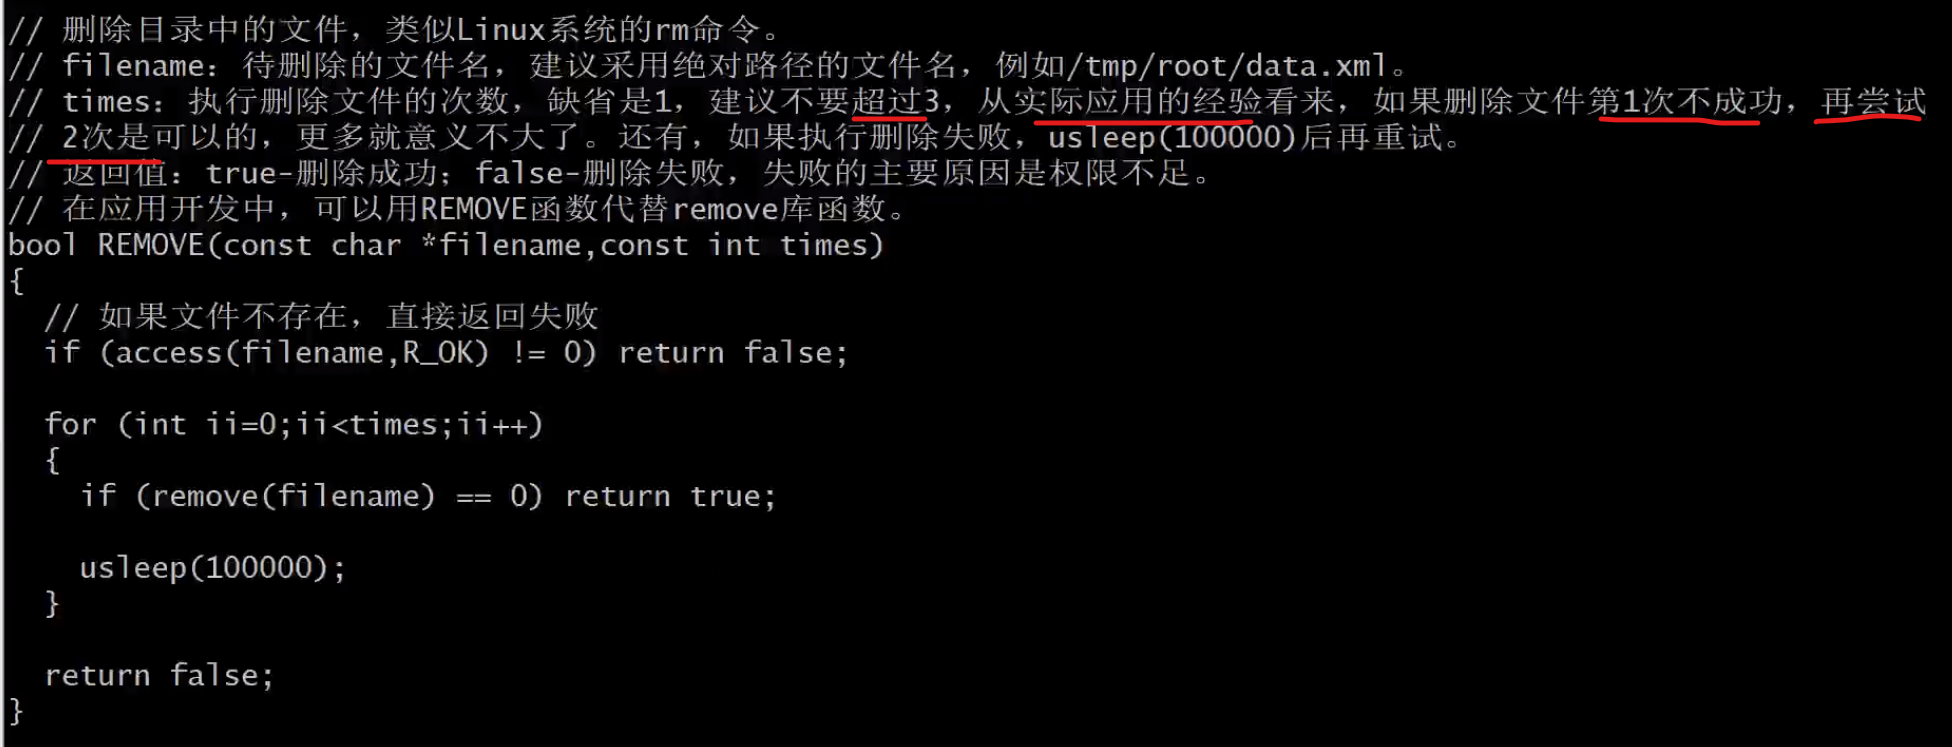 // 删除目录中的文件，类似Linux系统的rm命令。
// filename：待删除的文件名，建议采用绝对路径的文件名，例如/tmp/root/data.xml。
// times：执行删除文件的次数，缺省是1，建议不要超过3，从实际应用的经验看来，如果删除文件第1次不成功，再尝试
// 2次是可以的，更多就意义不大了。还有，如果执行删除失败，usleep(100000)后再重试。
// 返回值：true-删除成功；false-删除失败，失败的主要原因是权限不足。
// 在应用开发中，可以用REMOVE函数代替remove库函数。
bool REMOVE(const char *filename,const int times)
{
  // 如果文件不存在，直接返回失败
  if (access(filename,R_OK) != 0) return false;
  for (int ii=0;ii<times;ii++)
  {
    if (remove(filename) == 0) return true;
    usleep(100000);
  }
  return false;
}